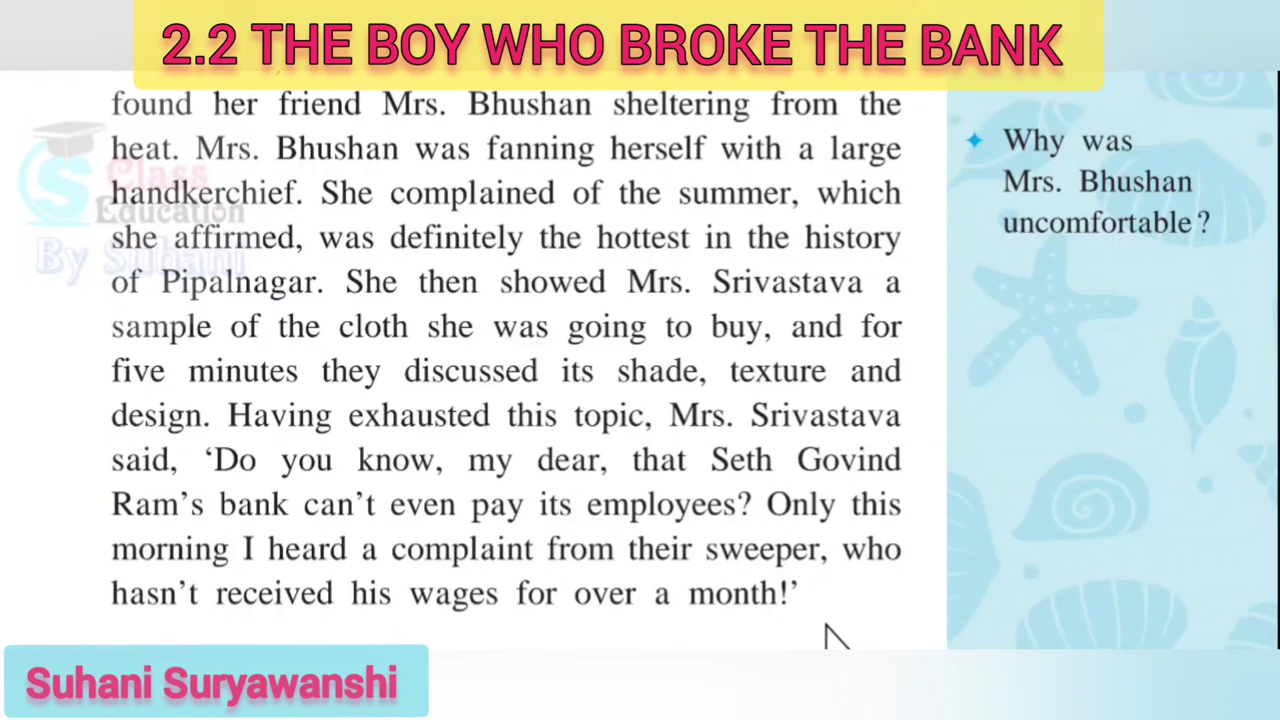 2.2 THE BOY WHO BROKE THE BANK
found her friend Mrs. Bhushan sheltering from the
heat. Mrs. Bhushan was fanning herself with a large
handkerchief. She complained of the summer, which
she affirmed, was definitely the hottest in the history
of Pipalnagar. She then showed Mrs. Srivastava a
sample of the cloth she was going to buy, and for
five minutes they discussed its shade, texture and
design. Having exhausted this topic, Mrs. Srivastava
said, ‘Do you know, my dear, that Seth Govind
Ram’s bank can’t even pay its employees? Only this
morning I heard a complaint from their sweeper, who
hasn’t received his wages for over a month!’
Why was
Mrs. Bhushan
uncomfortable?
Class
Education
By Suhani
Suhani Suryawanshi